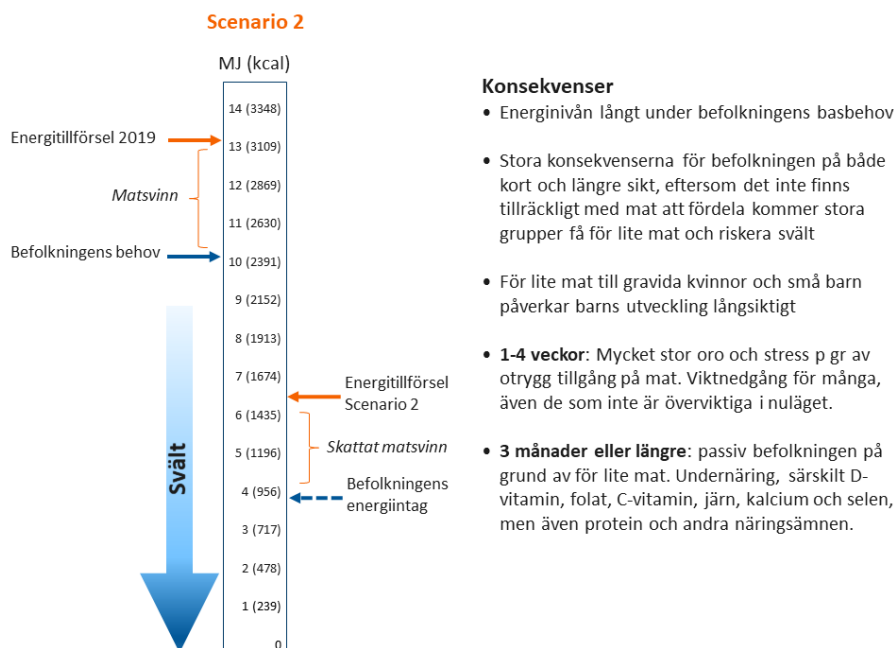 Scenario 2
MJ (kcal)
14 (3348)
Energitillförsel 2019
13 (3109)
Matsvinn
12 (2869)
11 (2630)
Befolkningens behov
10 (2391)
9 (2152)
8 (1913)
7 (1674)
Energitillförsel
Scenario 2
6 (1435)
Skattat matsvinn
5 (1196)
4 (956)
Befolkningens
energiintag
3 (717)
2 (478)
1 (239)
0
Svält
Konsekvenser
• Energinivån långt under befolkningens basbehov
• Stora konsekvenserna för befolkningen på både
kort och längre sikt, eftersom det inte finns
tillräckligt med mat att fördela kommer stora
grupper få för lite mat och riskera svält
• För lite mat till gravida kvinnor och små barn
påverkar barns utveckling långsiktigt
• 1-4 veckor: Mycket stor oro och stress p gr av
otrygg tillgång på mat. Viktnedgång för många,
även de som inte är överviktiga i nuläget.
• 3 månader eller längre: passiv befolkningen på
grund av för lite mat. Undernäring, särskilt D-
vitamin, folat, C-vitamin, järn, kalcium och selen,
men även protein och andra näringsämnen.